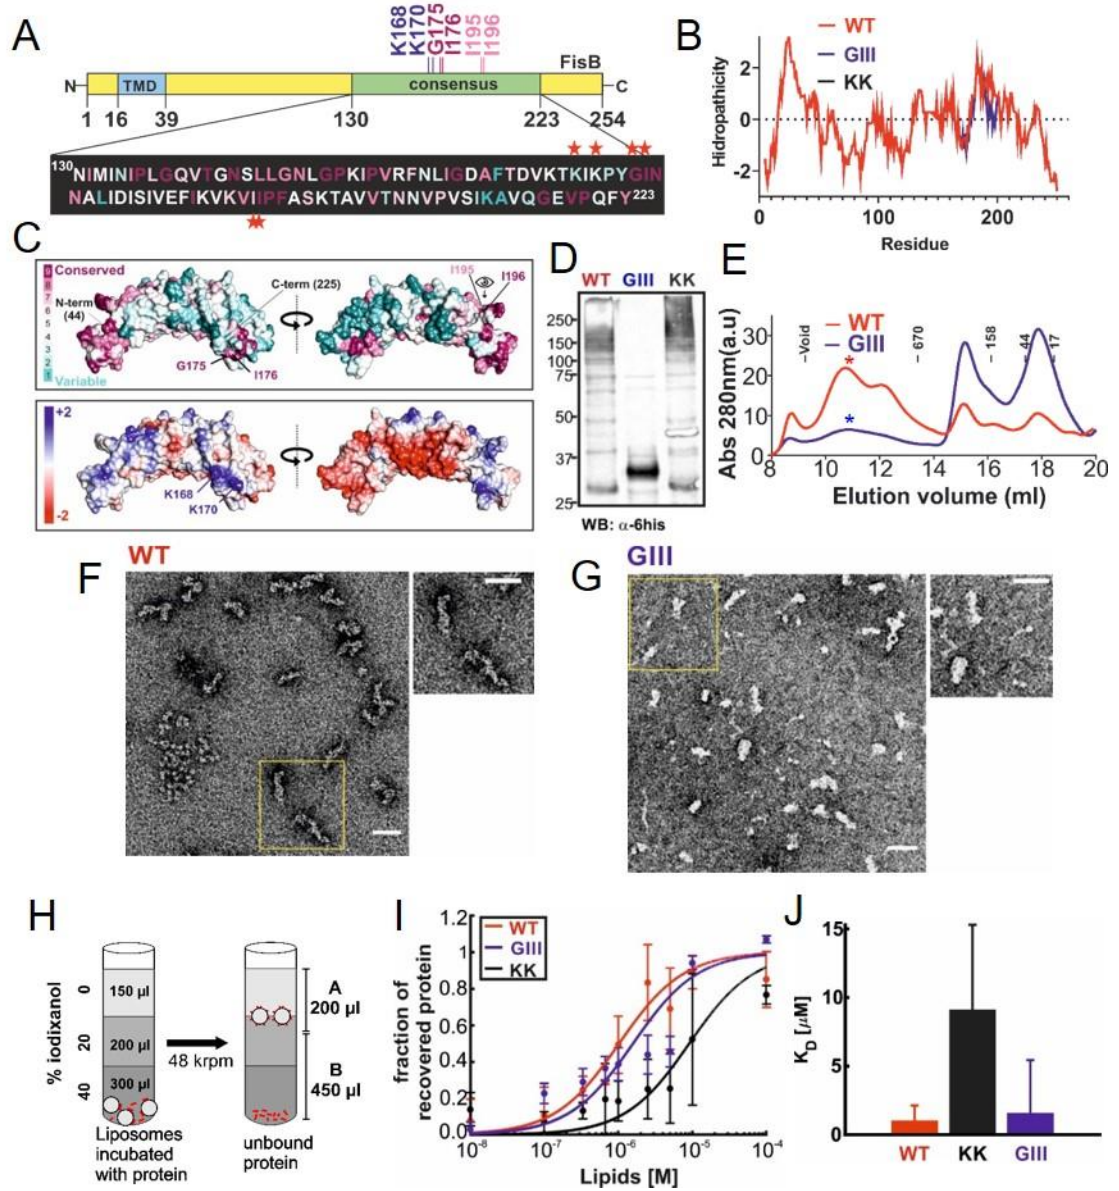 A
K168
K170
G175
I176
I195
I196
FisB
N
TMD
consensus
C
1 16 39 130 223 254
130NIMINIPLGQVTGNSLLGNLGPKIPVRFNLIGDAFTDVKTKIKPYGIN
NALIDISIVEFIKVKVIIPFASKTAVVTNNVPVSIKAVQGEVPQFY223
B
WT
GIII
KK
Hidropathicity
2
0
-2
0 100 200
Residue
C
Conserved
9
8
7
6
5
4
3
2
1
Variable
N-term
(44)
C-term (225)
G175
I176
I195
I196
+2
-2
K168
K170
D
WT GIII KK
250
150
100
75
50
37
25
WB: α-6his
E
WT
GIII
Abs 280nm(a.u)
30
20
10
0
–Void
–670
–158
–44
–17
*
*
8 10 12 14 16 18 20
Elution volume (ml)
WT
F
GIII
G
H
% iodixanol
0
20
40
150 µl
200 µl
300 µl
48 krpm
A
200 µl
B
450 µl
Liposomes
incubated
with protein
unbound
protein
I
WT
GIII
KK
fraction of
recovered protein
1.2
1
0.8
0.6
0.4
0.2
0
10-8 10-7 10-6 10-5 10-4
Lipids [M]
J
KD [µM]
15
10
5
0
WT KK GIII